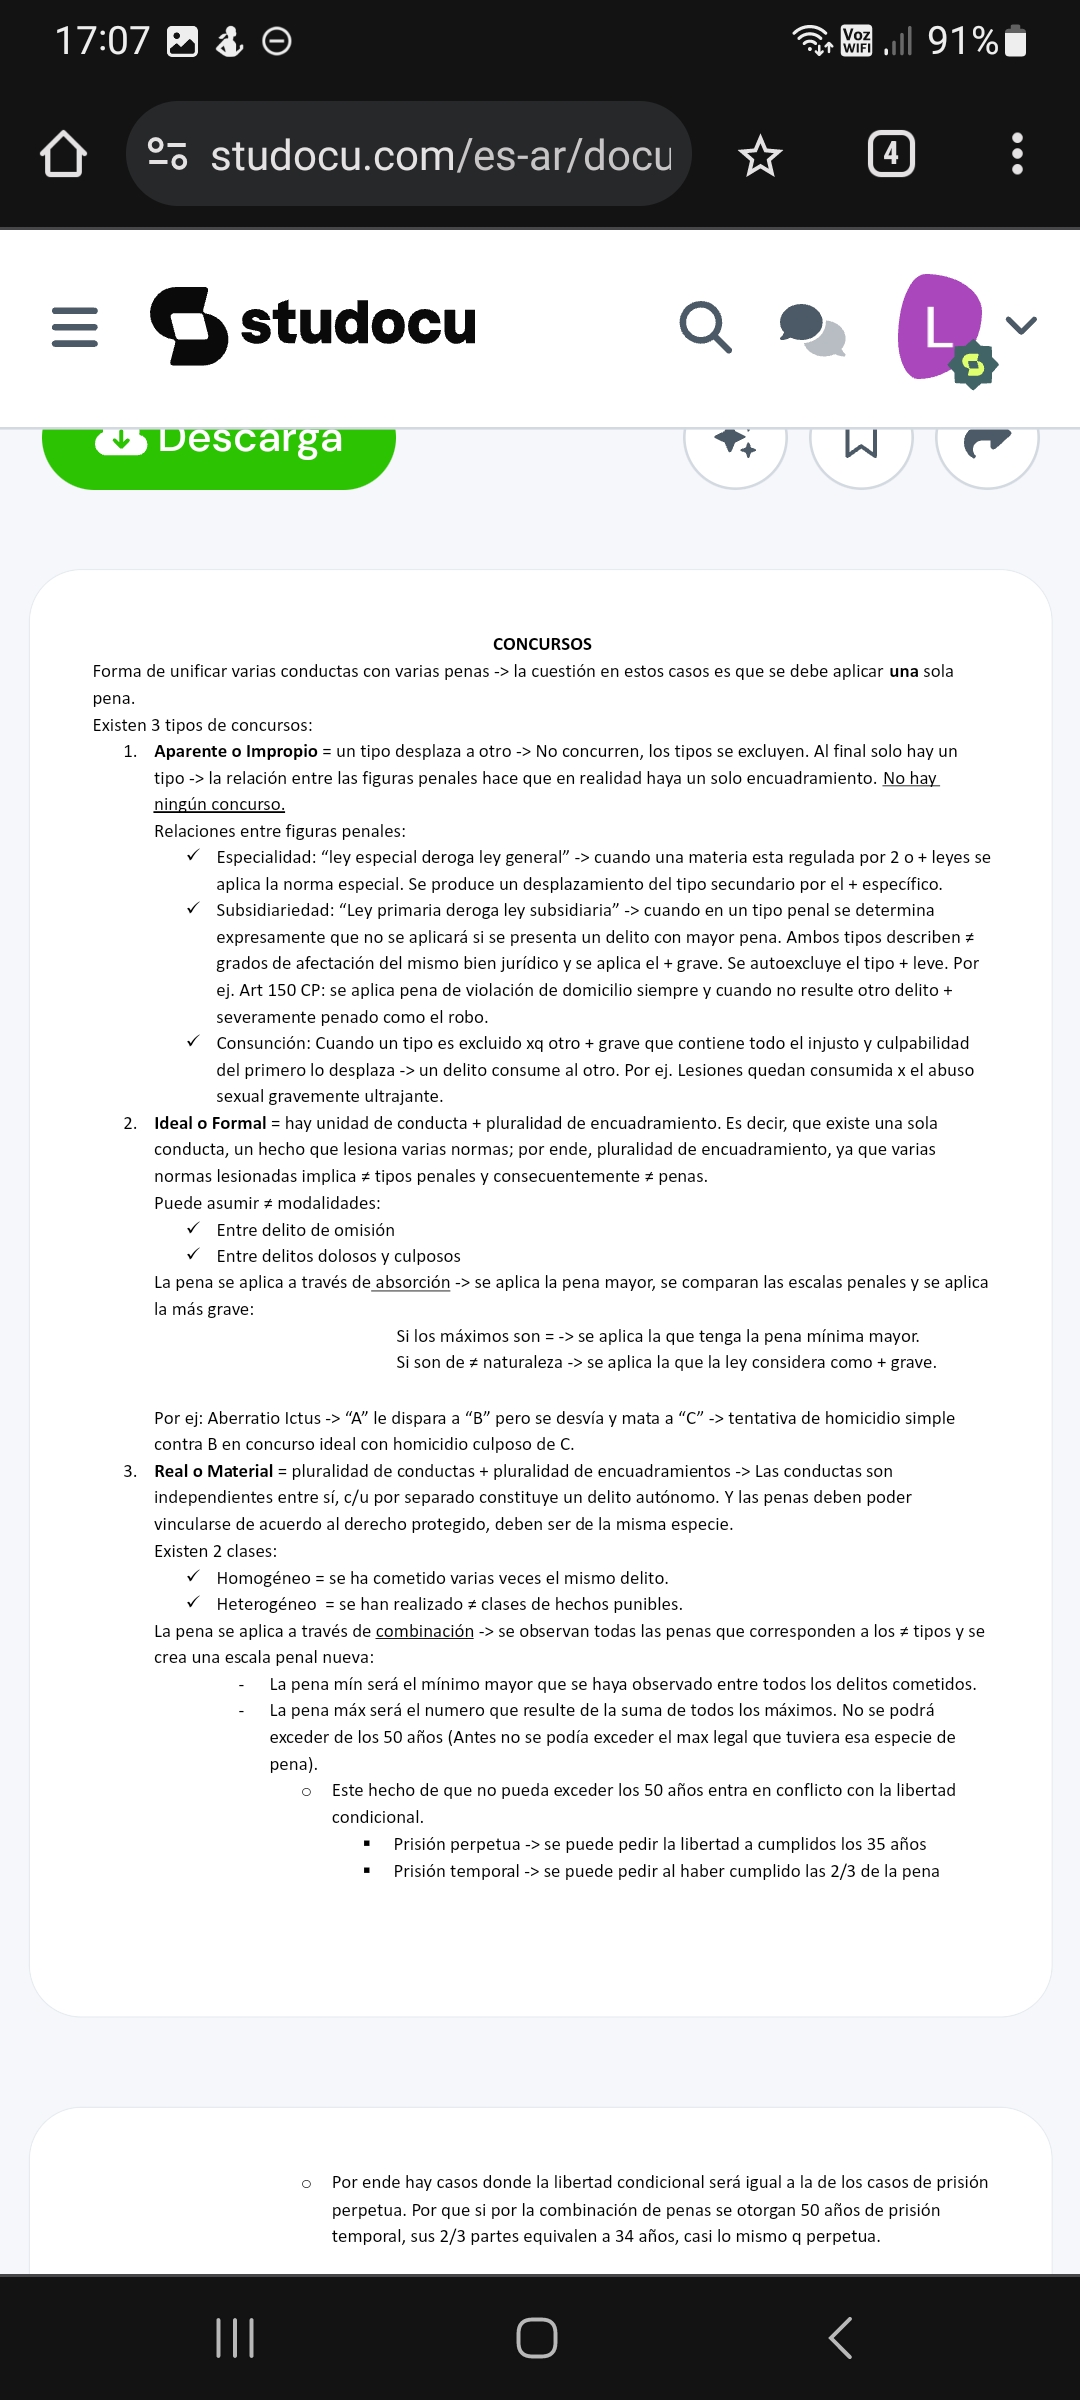 17:07
Voz WIFI 91%
studocu.com/es-ar/docu
4
studocu
L
Descarga
CONCURSOS
Forma de unificar varias conductas con varias penas -> la cuestión en estos casos es que se debe aplicar una sola
pena.
Existen 3 tipos de concursos:
1. Aparente o Impropio = un tipo desplaza a otro -> No concurren, los tipos se excluyen. Al final solo hay un
tipo -> la relación entre las figuras penales hace que en realidad haya un solo encuadramiento. No hay
ningún concurso.
Relaciones entre figuras penales:
✓ Especialidad: “ley especial deroga ley general” -> cuando una materia esta regulada por 2 o + leyes se
aplica la norma especial. Se produce un desplazamiento del tipo secundario por el + específico.
✓ Subsidiariedad: “Ley primaria deroga ley subsidiaria” -> cuando en un tipo penal se determina
expresamente que no se aplicará si se presenta un delito con mayor pena. Ambos tipos describen ≠
grados de afectación del mismo bien jurídico y se aplica el + grave. Se autoexcluye el tipo + leve. Por
ej. Art 150 CP: se aplica pena de violación de domicilio siempre y cuando no resulte otro delito +
severamente penado como el robo.
✓ Consunción: Cuando un tipo es excluido xq otro + grave que contiene todo el injusto y culpabilidad
del primero lo desplaza -> un delito consume al otro. Por ej. Lesiones quedan consumida x el abuso
sexual gravemente ultrajante.
2. Ideal o Formal = hay unidad de conducta + pluralidad de encuadramiento. Es decir, que existe una sola
conducta, un hecho que lesiona varias normas; por ende, pluralidad de encuadramiento, ya que varias
normas lesionadas implica ≠ tipos penales y consecuentemente ≠ penas.
Puede asumir ≠ modalidades:
✓ Entre delito de omisión
✓ Entre delitos dolosos y culposos
La pena se aplica a través de absorción -> se aplica la pena mayor, se comparan las escalas penales y se aplica
la más grave:
Si los máximos son = -> se aplica la que tenga la pena mínima mayor.
Si son de ≠ naturaleza -> se aplica la que la ley considera como + grave.
Por ej: Aberratio Ictus -> “A” le dispara a “B” pero se desvía y mata a “C” -> tentativa de homicidio simple
contra B en concurso ideal con homicidio culposo de C.
3. Real o Material = pluralidad de conductas + pluralidad de encuadramientos -> Las conductas son
independientes entre sí, c/u por separado constituye un delito autónomo. Y las penas deben poder
vincularse de acuerdo al derecho protegido, deben ser de la misma especie.
Existen 2 clases:
✓ Homogéneo = se ha cometido varias veces el mismo delito.
✓ Heterogéneo = se han realizado ≠ clases de hechos punibles.
La pena se aplica a través de combinación -> se observan todas las penas que corresponden a los ≠ tipos y se
crea una escala penal nueva:
- La pena mín será el mínimo mayor que se haya observado entre todos los delitos cometidos.
- La pena máx será el numero que resulte de la suma de todos los máximos. No se podrá
exceder de los 50 años (Antes no se podía exceder el max legal que tuviera esa especie de
pena).
o Este hecho de que no pueda exceder los 50 años entra en conflicto con la libertad
condicional.
▪ Prisión perpetua -> se puede pedir la libertad a cumplidos los 35 años
▪ Prisión temporal -> se puede pedir al haber cumplido las 2/3 de la pena
o Por ende hay casos donde la libertad condicional será igual a la de los casos de prisión
perpetua. Por que si por la combinación de penas se otorgan 50 años de prisión
temporal, sus 2/3 partes equivalen a 34 años, casi lo mismo q perpetua.